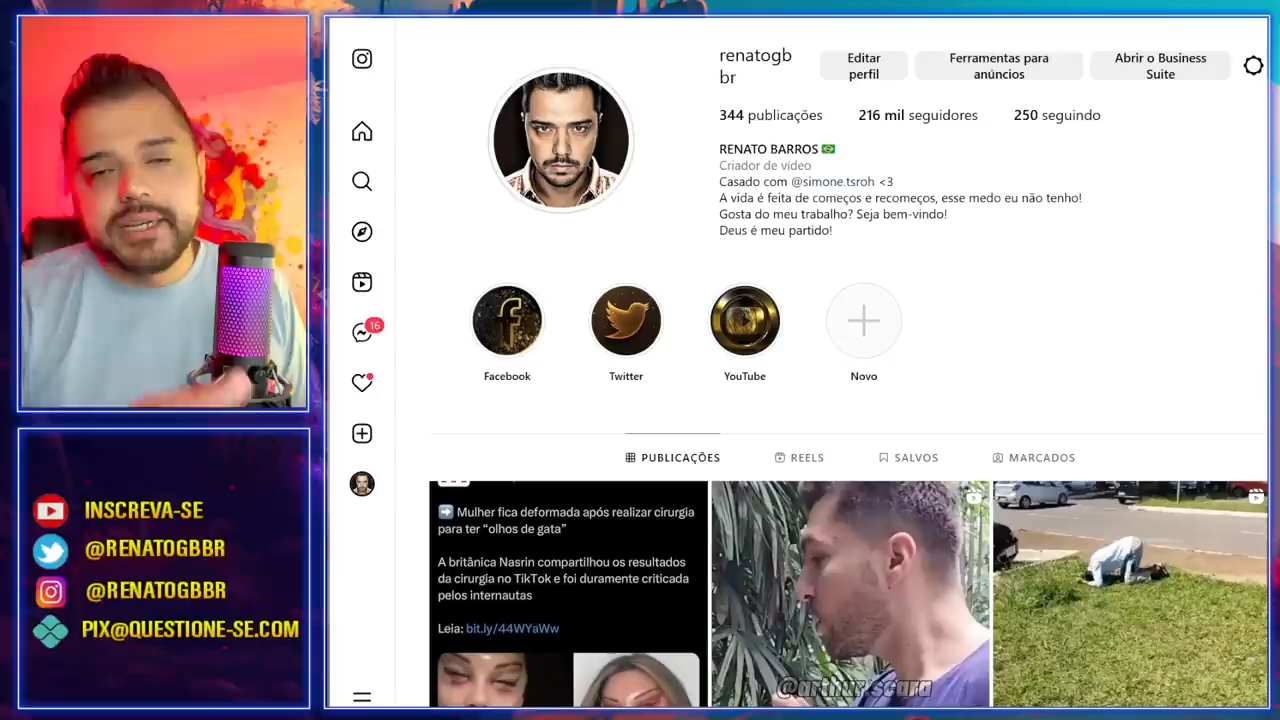 INSCREVA-SE
@RENATOGBBR
@RENATOGBBR
PIX@QUESTIONE-SE.COM
16
renatogb
br
Editar
perfil
Ferramentas para
anúncios
Abrir o Business
Suite
344 publicações
216 mil seguidores
250 seguindo
RENATO BARROS
Criador de vídeo
Casado com @simone.tsroh <3
A vida é feita de começos e recomeços, esse medo eu não tenho!
Gosta do meu trabalho? Seja bem-vindo!
Deus é meu partido!
Facebook
Twitter
YouTube
Novo
PUBLICAÇÕES
REELS
SALVOS
MARCADOS
Mulher fica deformada após realizar cirurgia
para ter “olhos de gata”
A britânica Nasrin compartilhou os resultados
da cirurgia no TikTok e foi duramente criticada
pelos internautas
Leia: bit.ly/44WYaWw
@arthur.scara